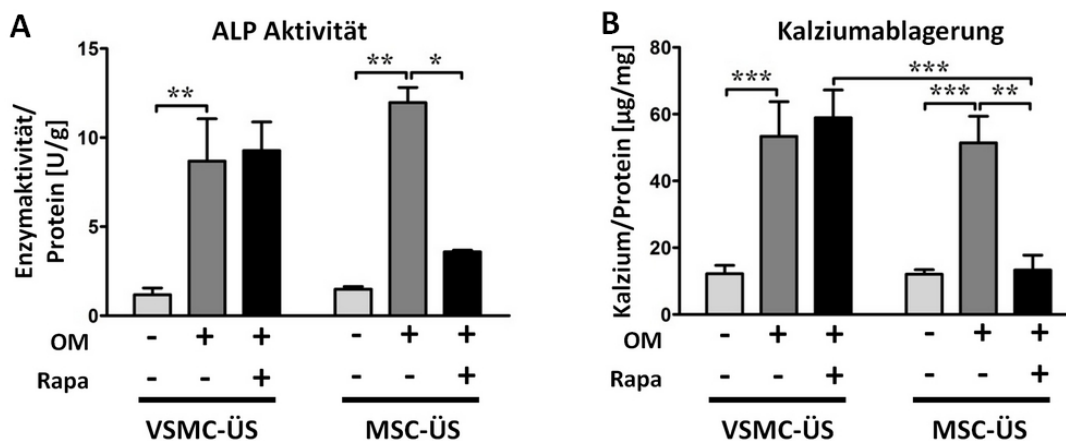 A
ALP Aktivität
Enzymaktivität/
Protein [U/g]
15
10
5
0
** ** *
OM - + + - + +
Rapa - - + - - +
VSMC-ÜS MSC-ÜS
B
Kalziumablagerung
Kalzium/Protein [µg/mg]
80
60
40
20
0
***
*** *** **
OM - + + - + +
Rapa - - + - - +
VSMC-ÜS MSC-ÜS